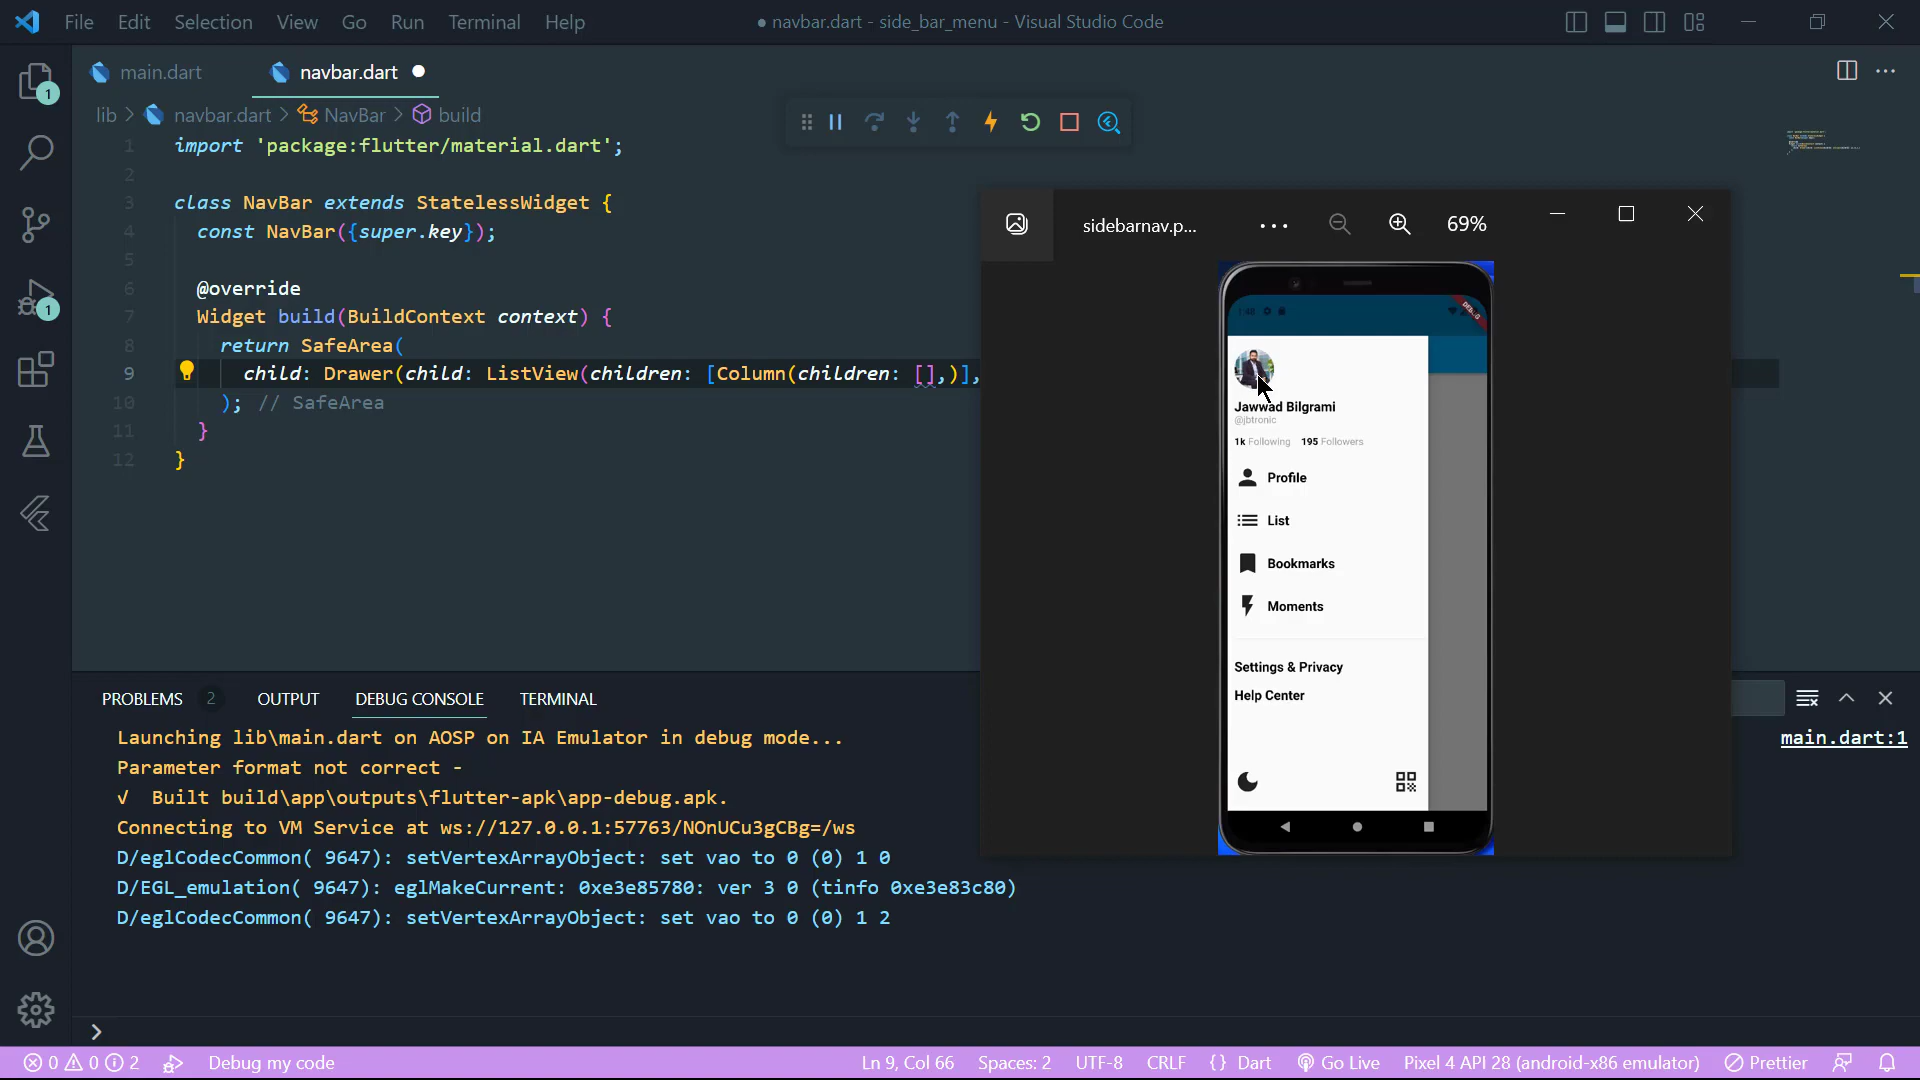 File Edit Selection View Go Run Terminal Help
● navbar.dart - side_bar_menu - Visual Studio Code
main.dart
navbar.dart
lib > navbar.dart > NavBar > build
1 import 'package:flutter/material.dart';
2
3 class NavBar extends StatelessWidget {
4 const NavBar({super.key});
5
6 @override
7 Widget build(BuildContext context) {
8 return SafeArea(
9 child: Drawer(child: ListView(children: [Column(children: [],)],
10 ); // SafeArea
11 }
12 }
1
1
sidebarnav.p...
69%
DEBUG
Jawwad Bilgrami
@jbtronic
1k Following 195 Followers
Profile
List
Bookmarks
Moments
Settings & Privacy
Help Center
PROBLEMS 2 OUTPUT DEBUG CONSOLE TERMINAL
Launching lib\main.dart on AOSP on IA Emulator in debug mode...
main.dart:1
Parameter format not correct -
√ Built build\app\outputs\flutter-apk\app-debug.apk.
Connecting to VM Service at ws://127.0.0.1:57763/NOnUCu3gCBg=/ws
D/eglCodecCommon( 9647): setVertexArrayObject: set vao to 0 (0) 1 0
D/EGL_emulation( 9647): eglMakeCurrent: 0xe3e85780: ver 3 0 (tinfo 0xe3e83c80)
D/eglCodecCommon( 9647): setVertexArrayObject: set vao to 0 (0) 1 2
>
0 0 2 Debug my code
Ln 9, Col 66 Spaces: 2 UTF-8 CRLF {} Dart Go Live Pixel 4 API 28 (android-x86 emulator) Prettier